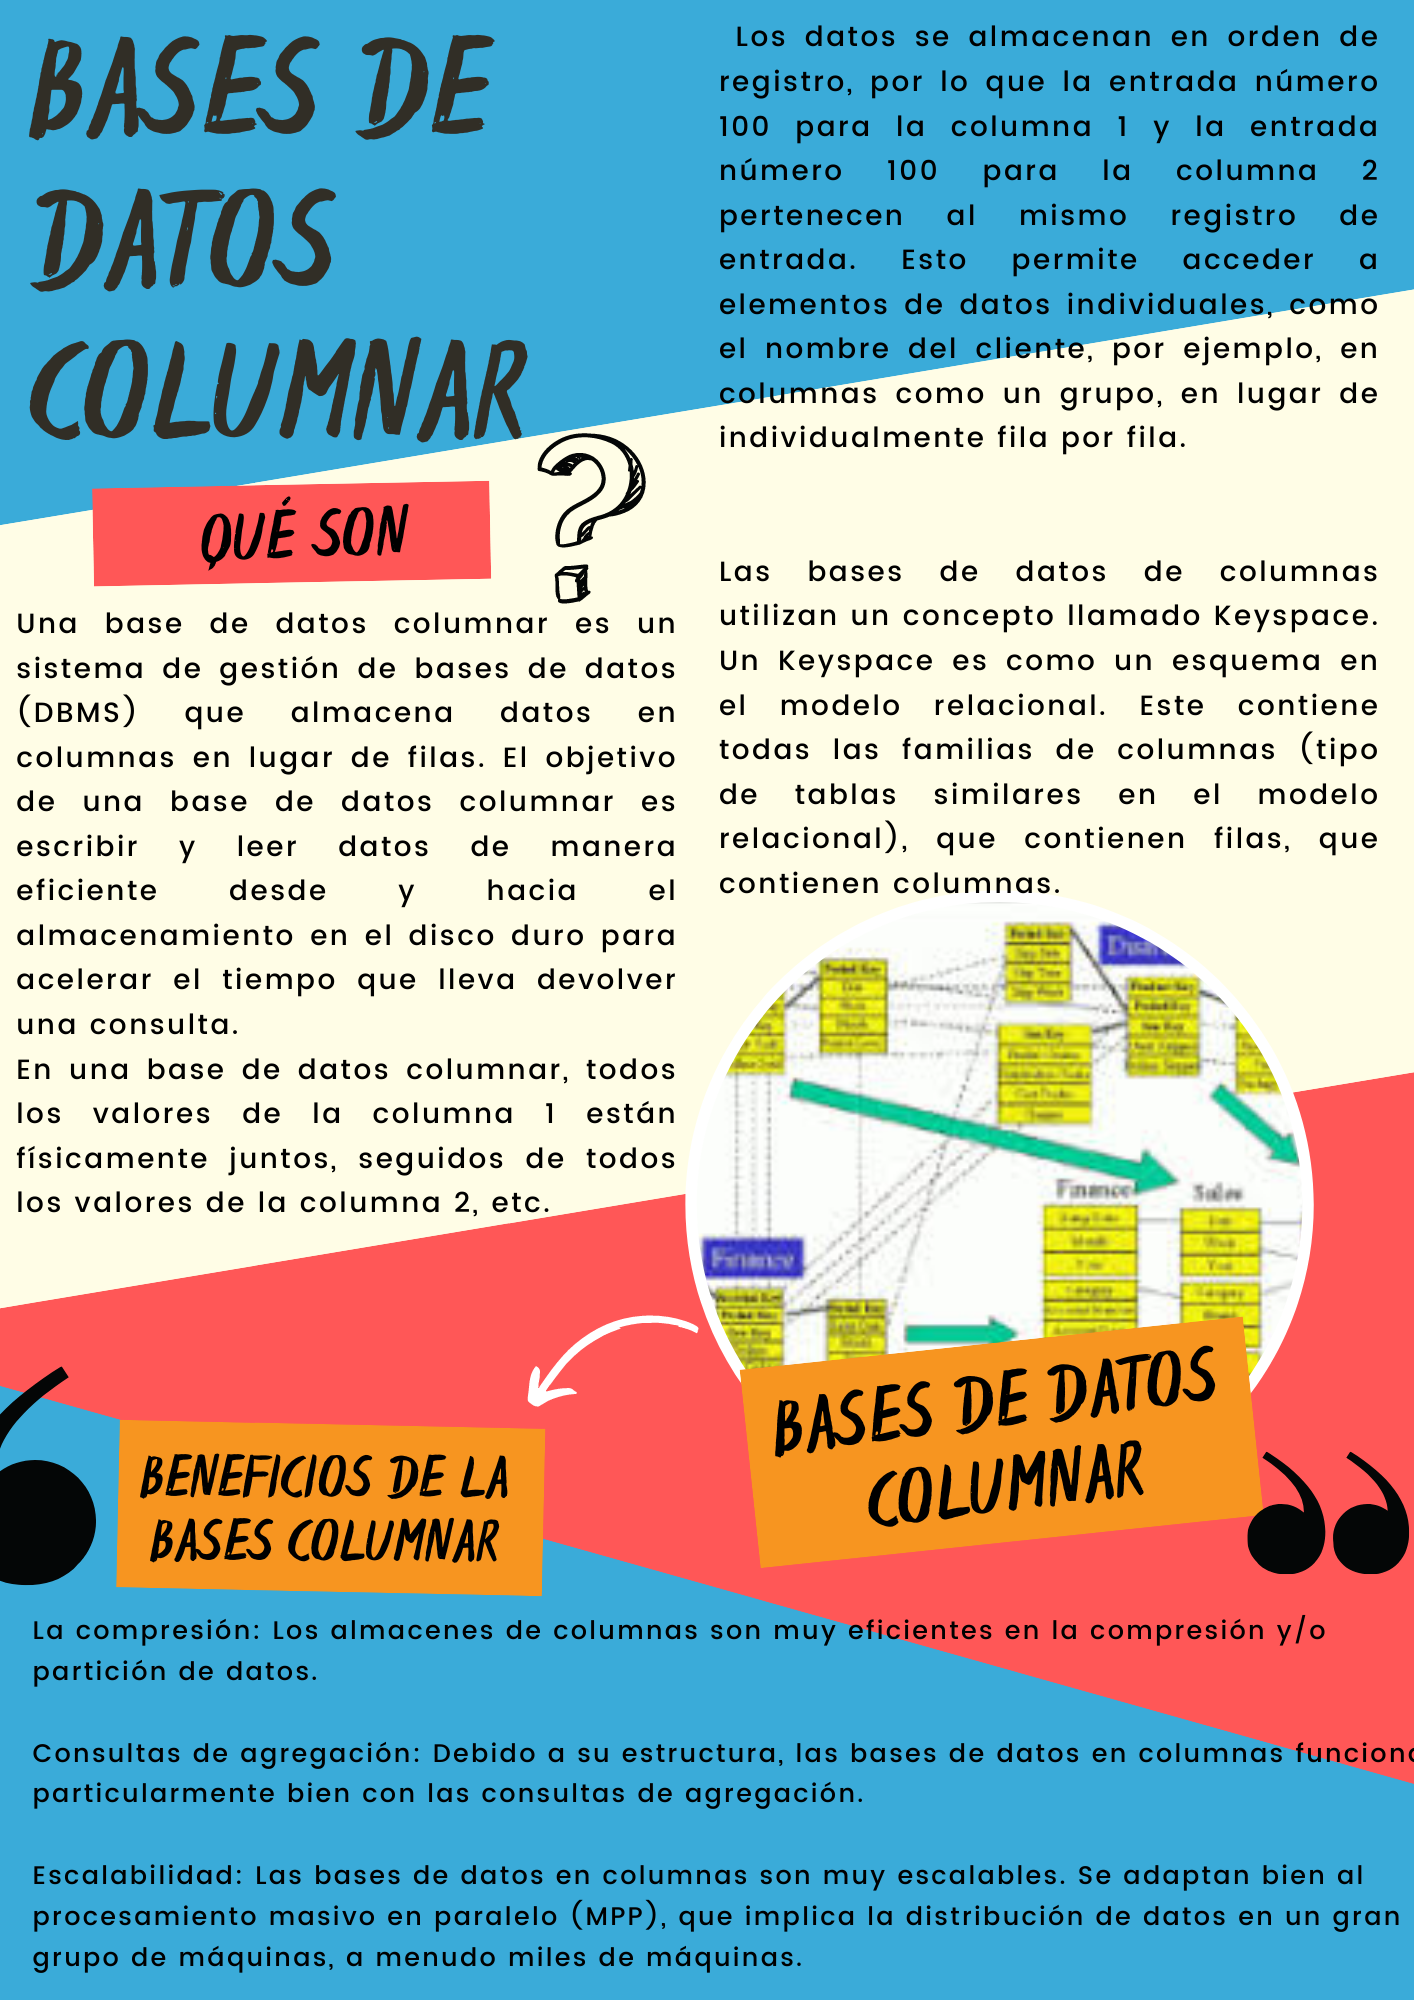 BASES DE
DATOS
COLUMNAR
QUÉ SON
?
Una base de datos columnar es un
sistema de gestión de bases de datos
(DBMS) que almacena datos en
columnas en lugar de filas. El objetivo
de una base de datos columnar es
escribir y leer datos de manera
eficiente desde y hacia el
almacenamiento en el disco duro para
acelerar el tiempo que lleva devolver
una consulta.
En una base de datos columnar, todos
los valores de la columna 1 están
físicamente juntos, seguidos de todos
los valores de la columna 2, etc.
Los datos se almacenan en orden de
registro, por lo que la entrada número
100 para la columna 1 y la entrada
número 100 para la columna 2
pertenecen al mismo registro de
entrada. Esto permite acceder a
elementos de datos individuales, como
el nombre del cliente, por ejemplo, en
columnas como un grupo, en lugar de
individualmente fila por fila.
Las bases de datos de columnas
utilizan un concepto llamado Keyspace.
Un Keyspace es como un esquema en
el modelo relacional. Este contiene
todas las familias de columnas (tipo
de tablas similares en el modelo
relacional), que contienen filas, que
contienen columnas.
Finance
Sales
Finance
BASES DE DATOS
COLUMNAR
BENEFICIOS DE LA
BASES COLUMNAR
La compresión: Los almacenes de columnas son muy eficientes en la compresión y/o
partición de datos.
Consultas de agregación: Debido a su estructura, las bases de datos en columnas funciona
particularmente bien con las consultas de agregación.
Escalabilidad: Las bases de datos en columnas son muy escalables. Se adaptan bien al
procesamiento masivo en paralelo (MPP), que implica la distribución de datos en un gran
grupo de máquinas, a menudo miles de máquinas.